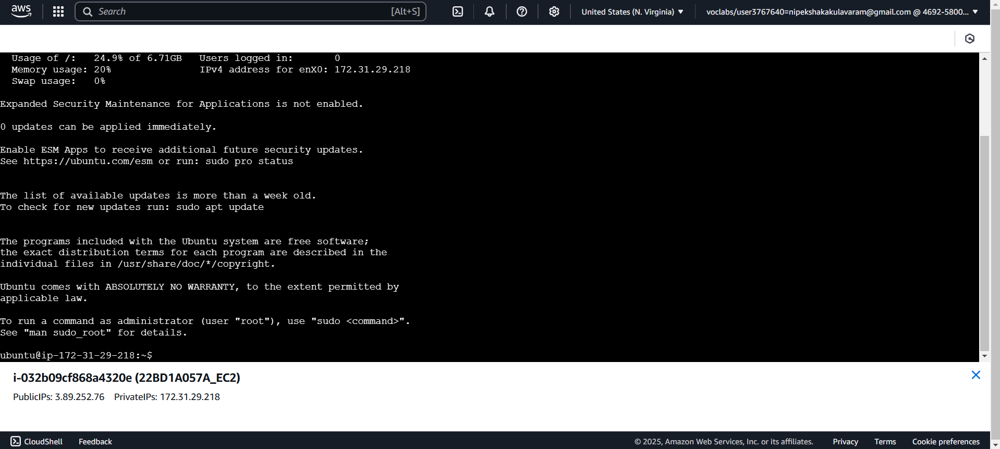 aws
Search [Alt+S]
United States (N. Virginia)
voclabs/user3767640=nipekshakakulavaram@gmail.com @ 4692-5800...
Usage of /:   24.9% of 6.71GB   Users logged in:       0
Memory usage: 20%               IPv4 address for enX0: 172.31.29.218
Swap usage:   0%
Expanded Security Maintenance for Applications is not enabled.
0 updates can be applied immediately.
Enable ESM Apps to receive additional future security updates.
See https://ubuntu.com/esm or run: sudo pro status
The list of available updates is more than a week old.
To check for new updates run: sudo apt update
The programs included with the Ubuntu system are free software;
the exact distribution terms for each program are described in the
individual files in /usr/share/doc/*/copyright.
Ubuntu comes with ABSOLUTELY NO WARRANTY, to the extent permitted by
applicable law.
To run a command as administrator (user "root"), use "sudo <command>".
See "man sudo_root" for details.
ubuntu@ip-172-31-29-218:~$
i-032b09cf868a4320e (22BD1A057A_EC2)
PublicIPs: 3.89.252.76 PrivateIPs: 172.31.29.218
CloudShell Feedback © 2025, Amazon Web Services, Inc. or its affiliates. Privacy Terms Cookie preferences